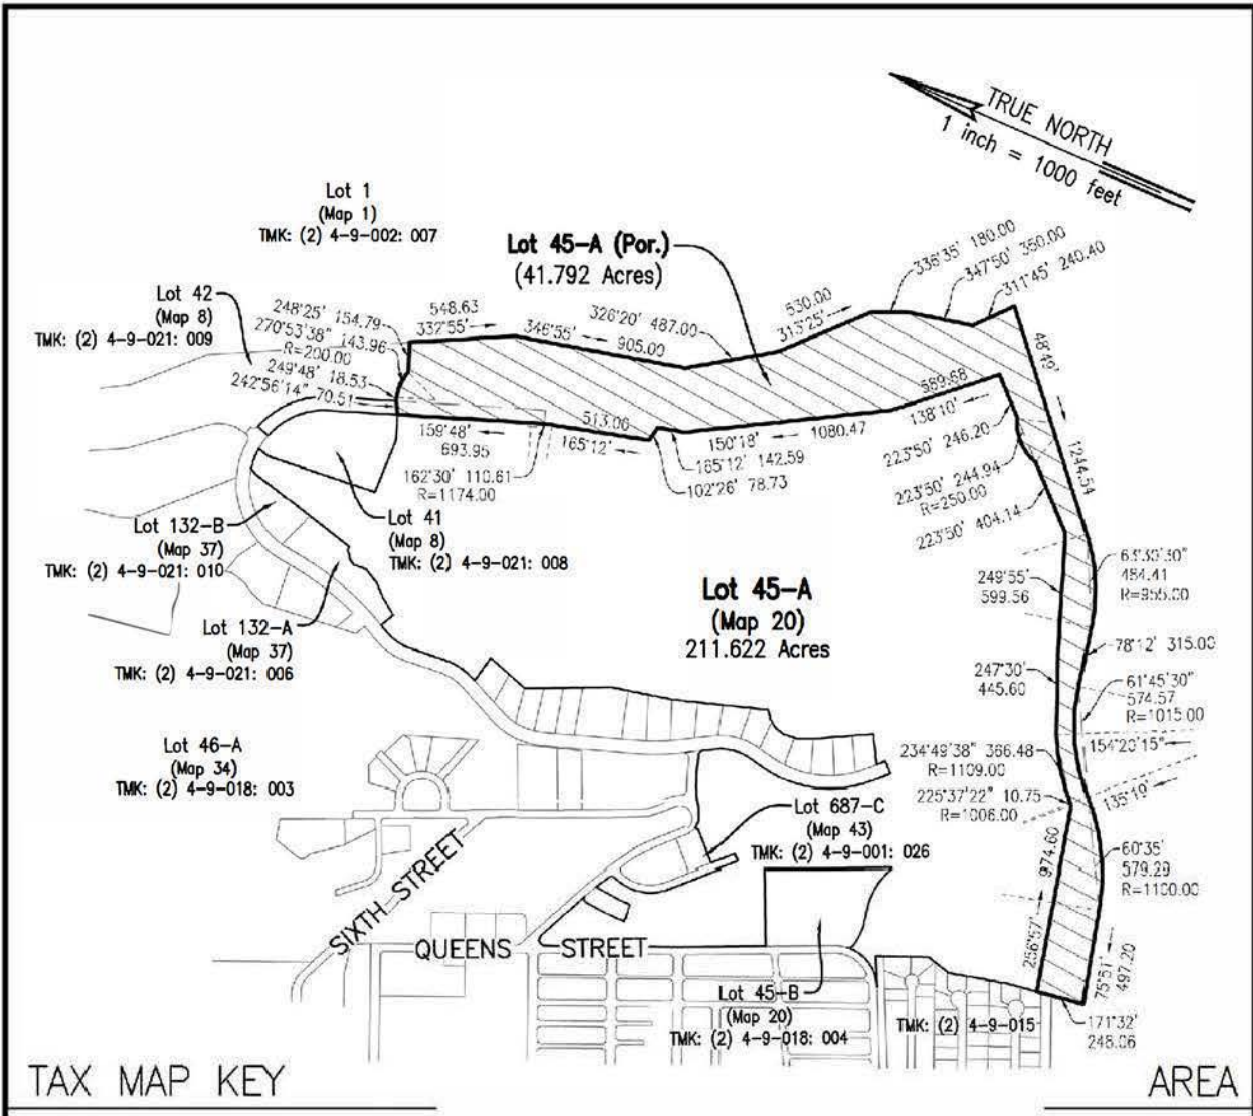 TRUE NORTH
1 inch = 1000 feet
Lot 1
(Map 1)
TMK: (2) 4-9-002: 007
Lot 45-A (Por.)
(41.792 Acres)
336°35' 180.00
347°50' 350.00
311°45' 240.40
Lot 42
(Map 8)
TMK: (2) 4-9-021: 009
248°25' 154.79
270°53'38" 143.96
R=200.00
249°48' 18.53
242°56'14" 70.51
548.63
332°55'
346°55'
905.00
326°20' 487.00
530.00
313°25'
48°49'
1244.54
589.68
138°10'
513.06
159°48'
693.95
165°12'
150°18'
1080.47
165°12' 142.59
102°26' 78.73
162°30' 110.61
R=1174.00
223°50' 246.20
223°50' 244.94
R=250.00
223°50' 404.14
Lot 41
(Map 8)
TMK: (2) 4-9-021: 008
Lot 132-B
(Map 37)
TMK: (2) 4-9-021: 010
Lot 132-A
(Map 37)
TMK: (2) 4-9-021: 006
Lot 45-A
(Map 20)
211.622 Acres
249°55'
599.56
63°30'30"
484.41
R=955.00
78°12' 315.00
247°30'
445.60
61°45'30"
574.57
R=1015.00
154°20'15"
234°49'38" 366.48
R=1109.00
225°37'22" 10.75
R=1006.00
135°19'
Lot 46-A
(Map 34)
TMK: (2) 4-9-018: 003
Lot 687-C
(Map 43)
TMK: (2) 4-9-001: 026
974.60
256°57'
60°35'
579.29
R=1100.00
75°51'
497.20
SIXTH STREET
QUEENS STREET
Lot 45-B
(Map 20)
TMK: (2) 4-9-018: 004
TMK: (2) 4-9-015
171°32'
248.06
TAX MAP KEY
AREA